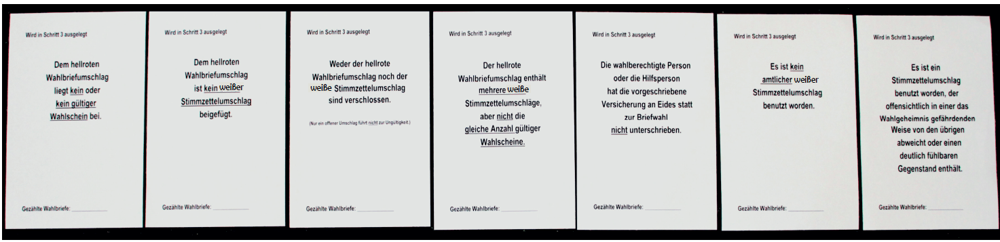 Wird in Schritt 3 ausgelegt
Dem hellroten
Wahlbriefumschlag
liegt kein oder
kein gültiger
Wahlschein bei.
Gezählte Wahlbriefe: ___________
Wird in Schritt 3 ausgelegt
Dem hellroten
Wahlbriefumschlag
ist kein weißer
Stimmzettelumschlag
beigefügt.
Gezählte Wahlbriefe: ___________
Wird in Schritt 3 ausgelegt
Weder der hellrote
Wahlbriefumschlag noch der
weiße Stimmzettelumschlag
sind verschlossen.
(Nur ein offener Umschlag führt nicht zur Ungültigkeit.)
Gezählte Wahlbriefe: ___________
Wird in Schritt 3 ausgelegt
Der hellrote
Wahlbriefumschlag enthält
mehrere weiße
Stimmzettelumschläge,
aber nicht die
gleiche Anzahl gültiger
Wahlscheine.
Gezählte Wahlbriefe: ___________
Wird in Schritt 3 ausgelegt
Die wahlberechtigte Person
oder die Hilfsperson
hat die vorgeschriebene
Versicherung an Eides statt
zur Briefwahl
nicht unterschrieben.
Gezählte Wahlbriefe: ___________
Wird in Schritt 3 ausgelegt
Es ist kein
amtlicher weißer
Stimmzettelumschlag
benutzt worden.
Gezählte Wahlbriefe: ___________
Wird in Schritt 3 ausgelegt
Es ist ein
Stimmzettelumschlag
benutzt worden, der
offensichtlich in einer das
Wahlgeheimnis gefährdenden
Weise von den übrigen
abweicht oder einen
deutlich fühlbaren
Gegenstand enthält.
Gezählte Wahlbriefe: ___________